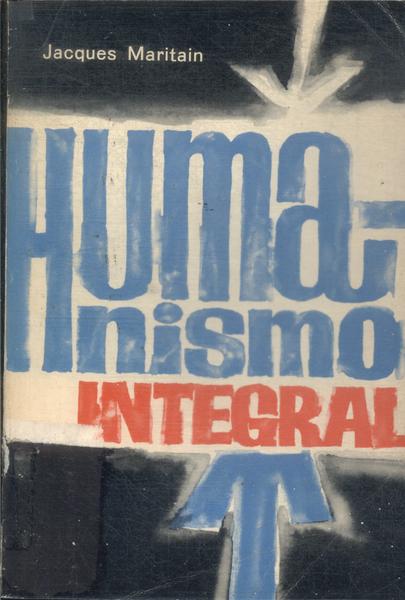 Jacques Maritain
Huma-
nismo
INTEGRAL